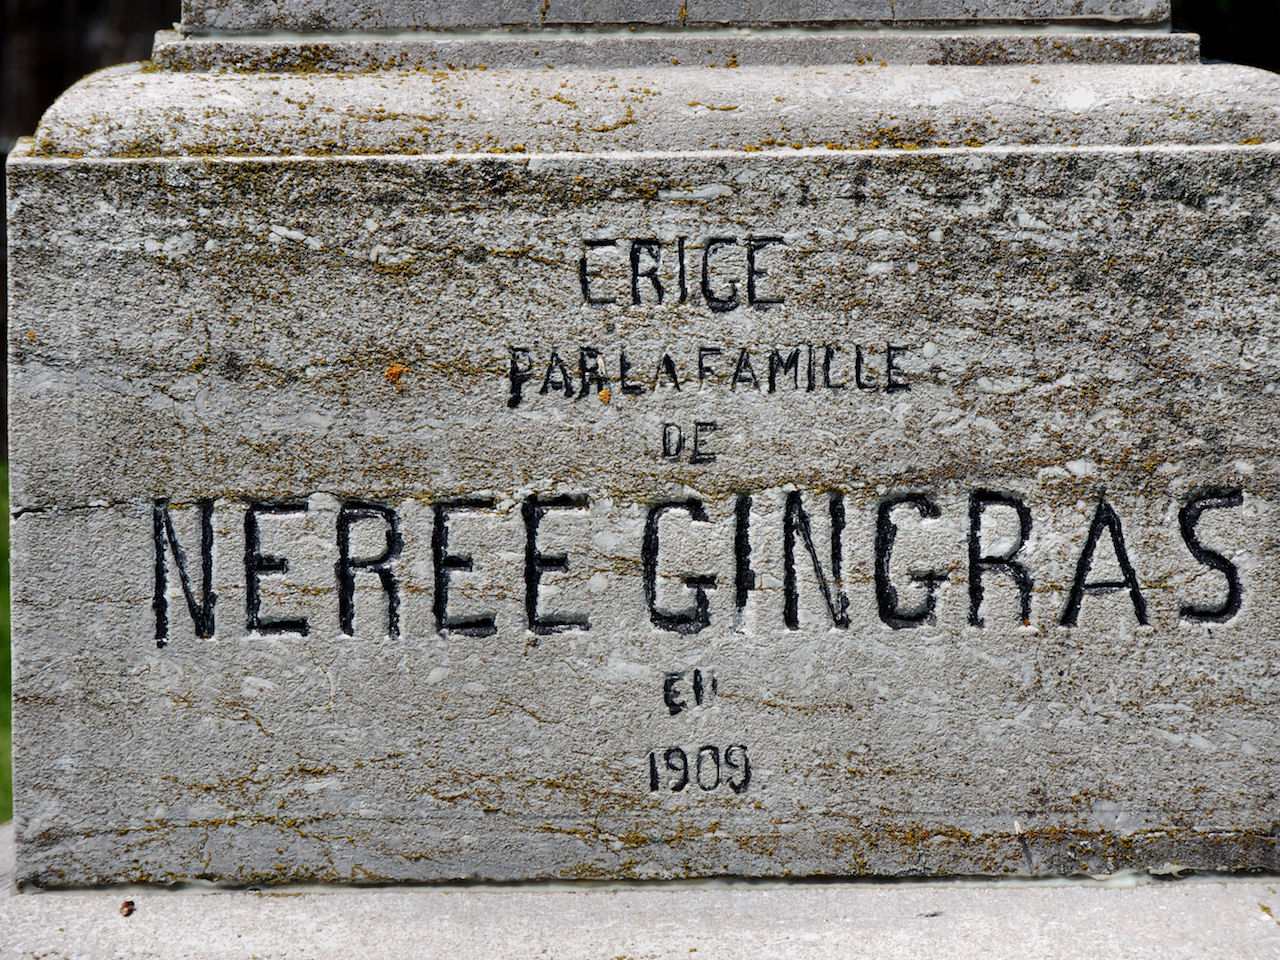 ERIGE
PAR LA FAMILLE
DE
NEREE GINGRAS
EN
1909